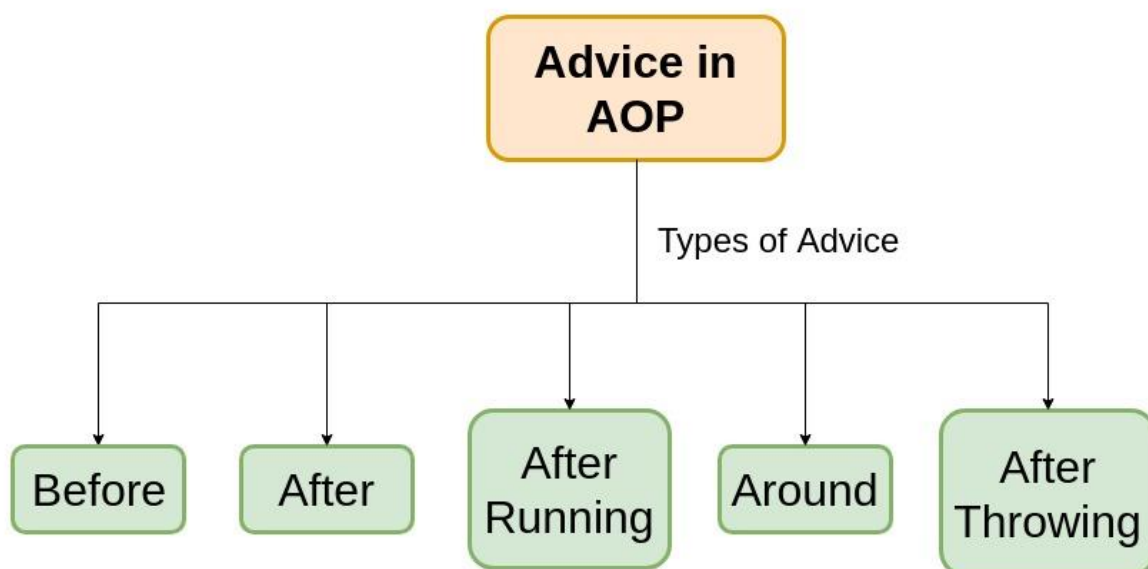 Advice in
AOP
Types of Advice
Before
After
After
Running
Around
After
Throwing